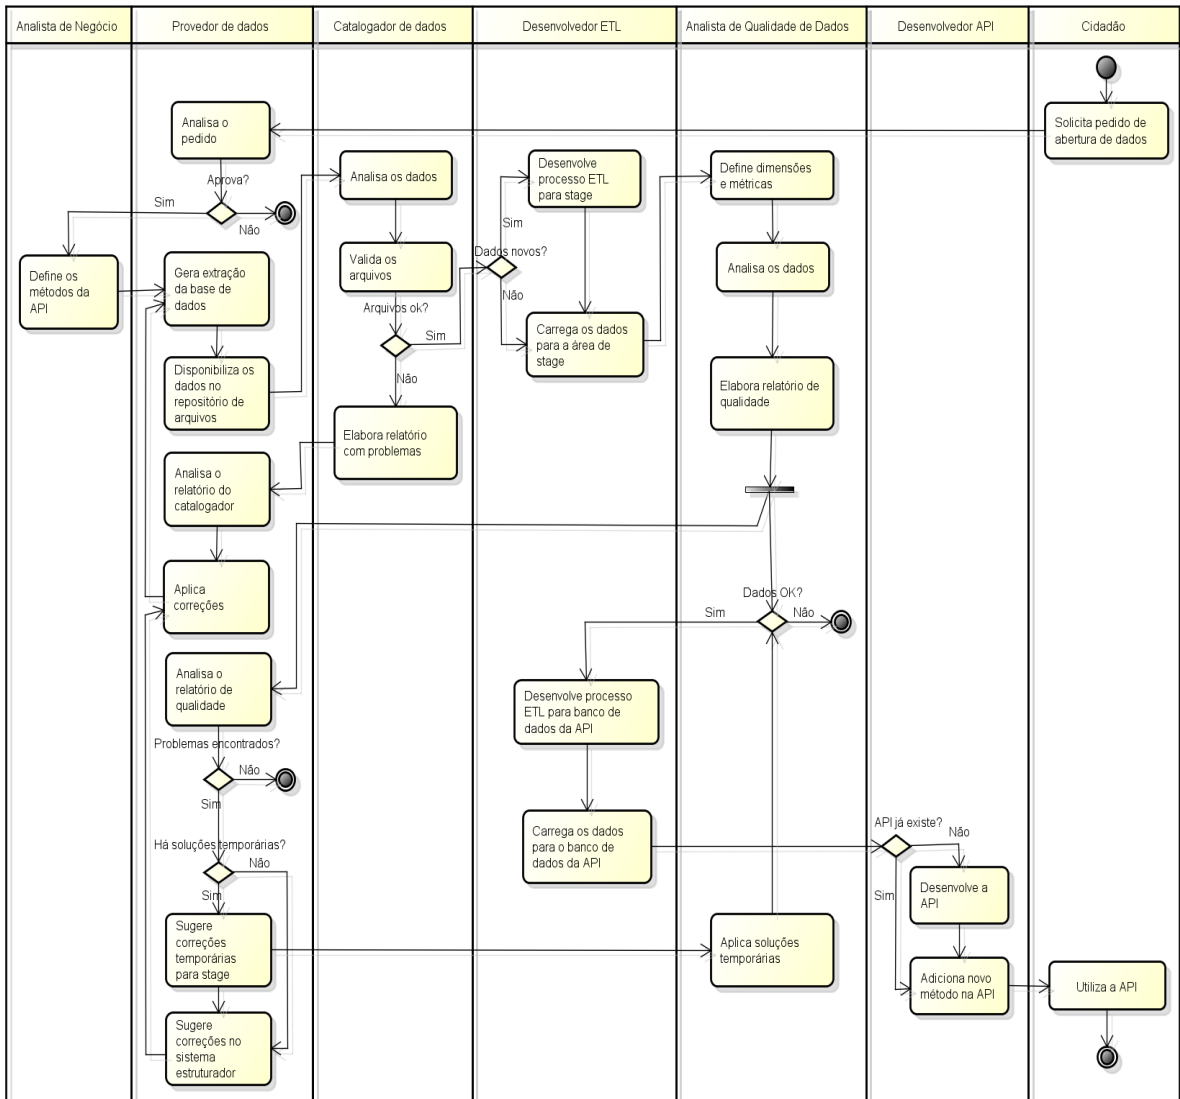 Analista de Negócio
Provedor de dados
Catalogador de dados
Desenvolvedor ETL
Analista de Qualidade de Dados
Desenvolvedor API
Cidadão
Solicita pedido de
abertura de dados
Analisa o
pedido
Aprova?
Sim
Não
Define os
métodos da
API
Gera extração
da base de
dados
Disponibiliza os
dados no
repositório de
arquivos
Analisa os dados
Valida os
arquivos
Arquivos ok?
Sim
Não
Elabora relatório
com problemas
Analisa o
relatório do
catalogador
Aplica
correções
Dados novos?
Sim
Não
Desenvolve
processo ETL
para stage
Carrega os dados
para a área de
stage
Define dimensões
e métricas
Analisa os dados
Elabora relatório de
qualidade
Dados OK?
Sim
Não
Analisa o
relatório de
qualidade
Problemas encontrados?
Não
Sim
Há soluções temporárias?
Não
Sim
Sugere
correções
temporárias
para stage
Sugere
correções no
sistema
estruturador
Aplica soluções
temporárias
Desenvolve processo
ETL para banco de
dados da API
Carrega os dados
para o banco de
dados da API
API já existe?
Não
Sim
Desenvolve a
API
Adiciona novo
método na API
Utiliza a API